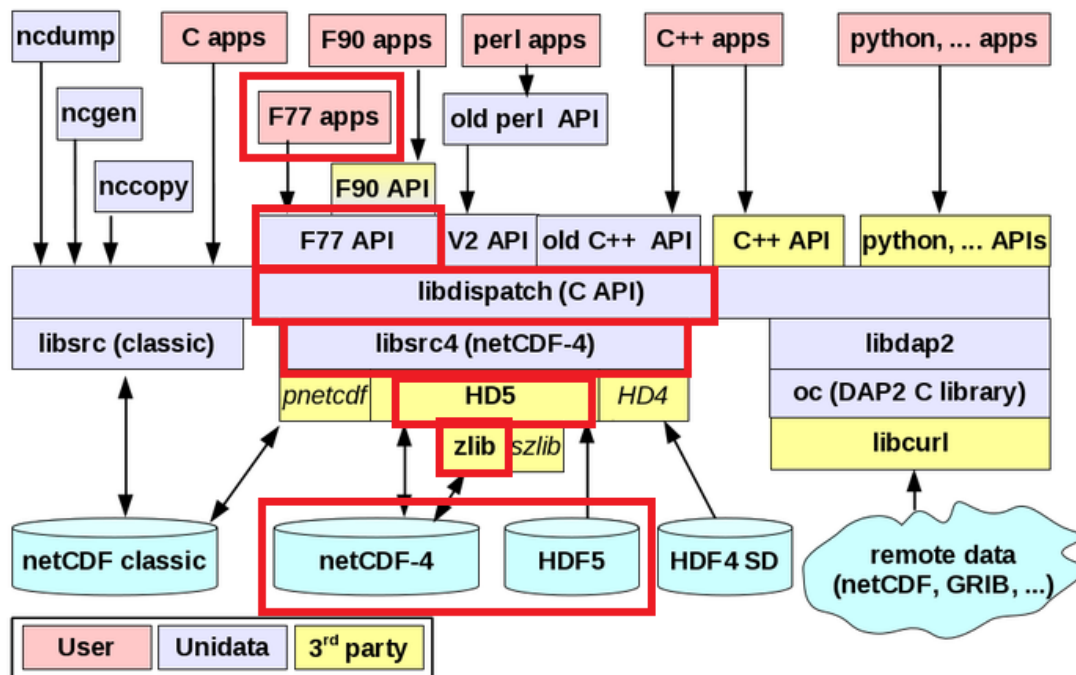 ncdump
C apps
F90 apps
perl apps
C++ apps
python, ... apps
ncgen
F77 apps
old perl API
nccopy
F90 API
F77 API
V2 API
old C++ API
C++ API
python, ... APIs
libdispatch (C API)
libsrc (classic)
libsrc4 (netCDF-4)
libdap2
pnetcdf
HD5
HD4
oc (DAP2 C library)
zlib
szlib
libcurl
netCDF classic
netCDF-4
HDF5
HDF4 SD
remote data
(netCDF, GRIB, ...)
User
Unidata
3rd party